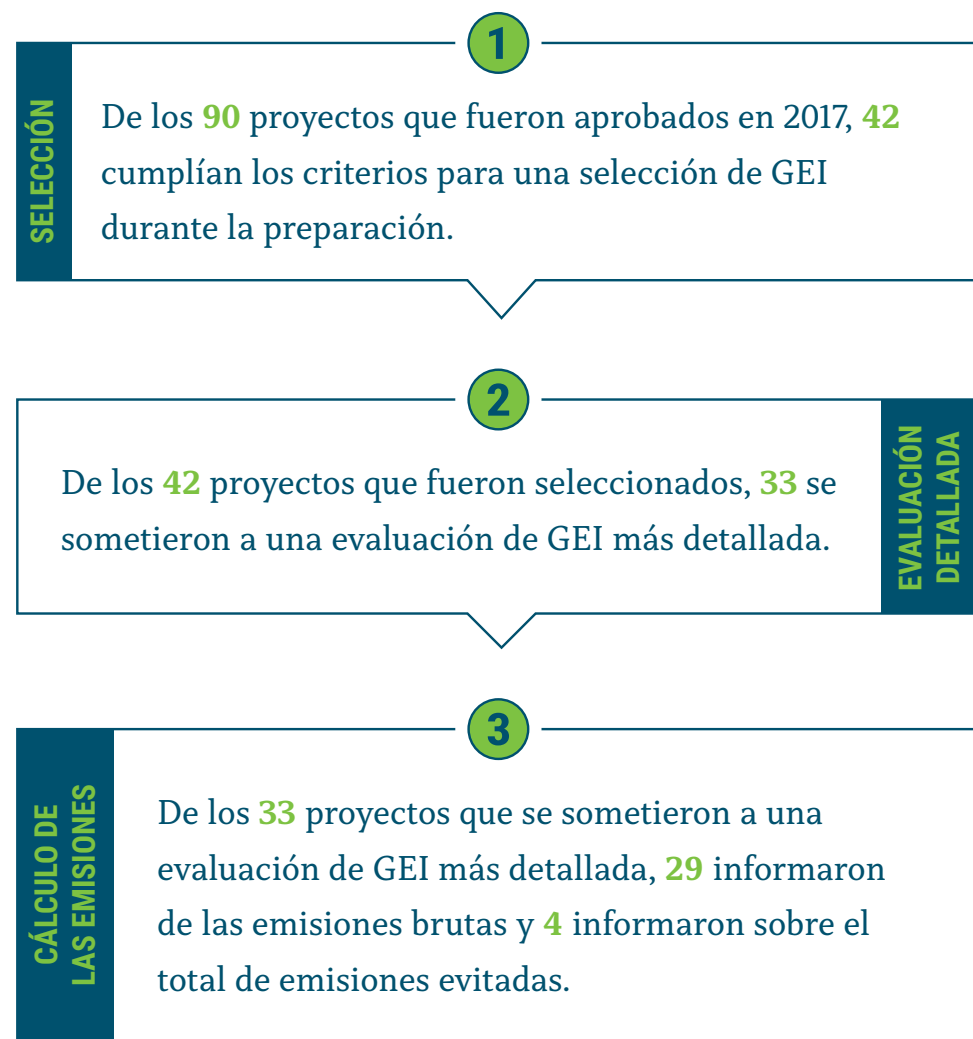 1
SELECCIÓN
De los 90 proyectos que fueron aprobados en 2017, 42
cumplían los criterios para una selección de GEI
durante la preparación.
2
De los 42 proyectos que fueron seleccionados, 33 se
sometieron a una evaluación de GEI más detallada.
EVALUACIÓN
DETALLADA
3
CÁLCULO DE
LAS EMISIONES
De los 33 proyectos que se sometieron a una
evaluación de GEI más detallada, 29 informaron
de las emisiones brutas y 4 informaron sobre el
total de emisiones evitadas.